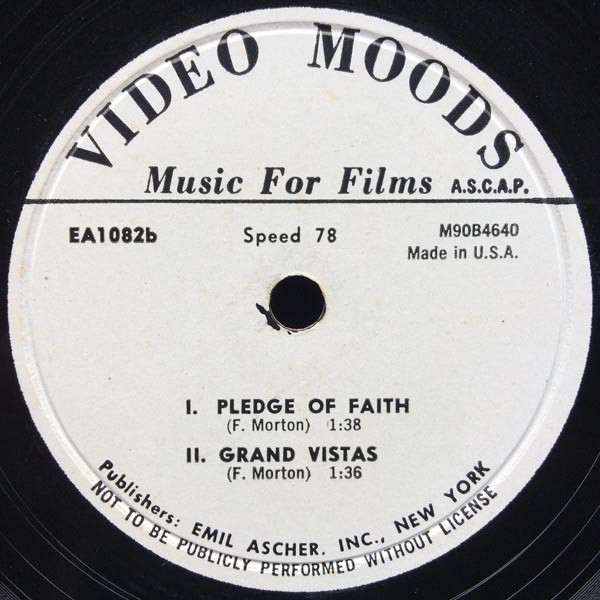 VIDEO MOODS
Music For Films A.S.C.A.P.
EA1082b Speed 78 M90B4640
Made in U.S.A.
I. PLEDGE OF FAITH
(F. Morton) 1:38
II. GRAND VISTAS
(F. Morton) 1:36
Publishers: EMIL ASCHER. INC., NEW YORK
NOT TO BE PUBLICLY PERFORMED WITHOUT LICENSE